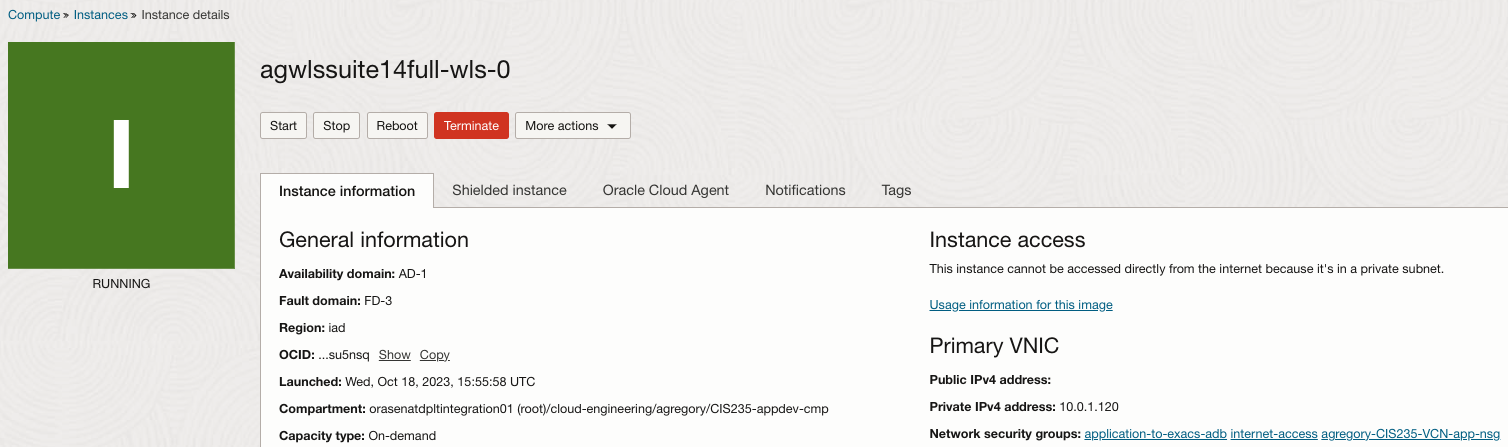 Compute » Instances » Instance details
I
RUNNING
agwlssuite14full-wls-0
Start Stop Reboot Terminate More actions
Instance information Shielded instance Oracle Cloud Agent Notifications Tags
General information
Availability domain: AD-1
Fault domain: FD-3
Region: iad
OCID: ...su5nsq Show Copy
Launched: Wed, Oct 18, 2023, 15:55:58 UTC
Compartment: orasenatdpltintegration01 (root)/cloud-engineering/agregory/CIS235-appdev-cmp
Capacity type: On-demand
Instance access
This instance cannot be accessed directly from the internet because it's in a private subnet.
Usage information for this image
Primary VNIC
Public IPv4 address:
Private IPv4 address: 10.0.1.120
Network security groups: application-to-exacs-adb internet-access agregory-CIS235-VCN-app-nsg